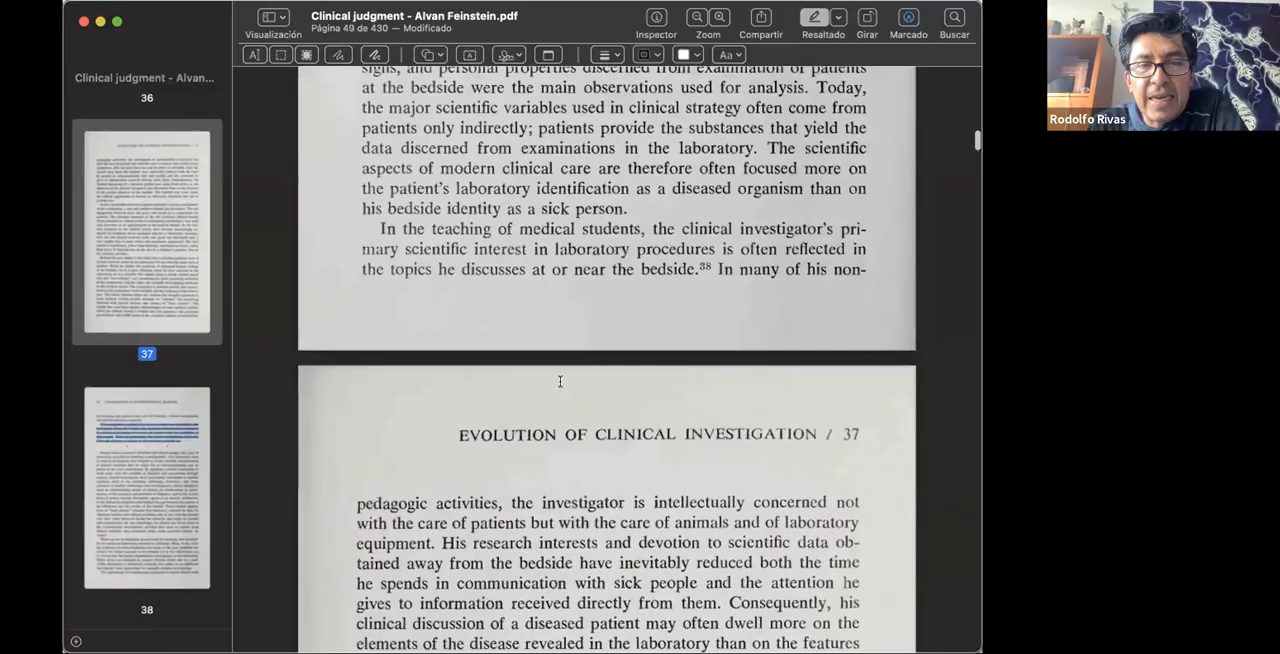 Clinical judgment - Alvan Feinstein.pdf
Página 49 de 430 — Modificado
Visualización
Inspector
Zoom
Compartir
Resaltado
Girar
Marcado
Buscar
Aa
Clinical judgment - Alvan...
36
37
38
signs, and personal properties discerned from examination of patients
at the bedside were the main observations used for analysis. Today,
the major scientific variables used in clinical strategy often come from
patients only indirectly; patients provide the substances that yield the
data discerned from examinations in the laboratory. The scientific
aspects of modern clinical care are therefore often focused more on
the patient's laboratory identification as a diseased organism than on
his bedside identity as a sick person.
In the teaching of medical students, the clinical investigator's pri-
mary scientific interest in laboratory procedures is often reflected in
the topics he discusses at or near the bedside.³⁸ In many of his non-
EVOLUTION OF CLINICAL INVESTIGATION / 37
pedagogic activities, the investigator is intellectually concerned not
with the care of patients but with the care of animals and of laboratory
equipment. His research interests and devotion to scientific data ob-
tained away from the bedside have inevitably reduced both the time
he spends in communication with sick people and the attention he
gives to information received directly from them. Consequently, his
clinical discussion of a diseased patient may often dwell more on the
elements of the disease revealed in the laboratory than on the features
Rodolfo Rivas